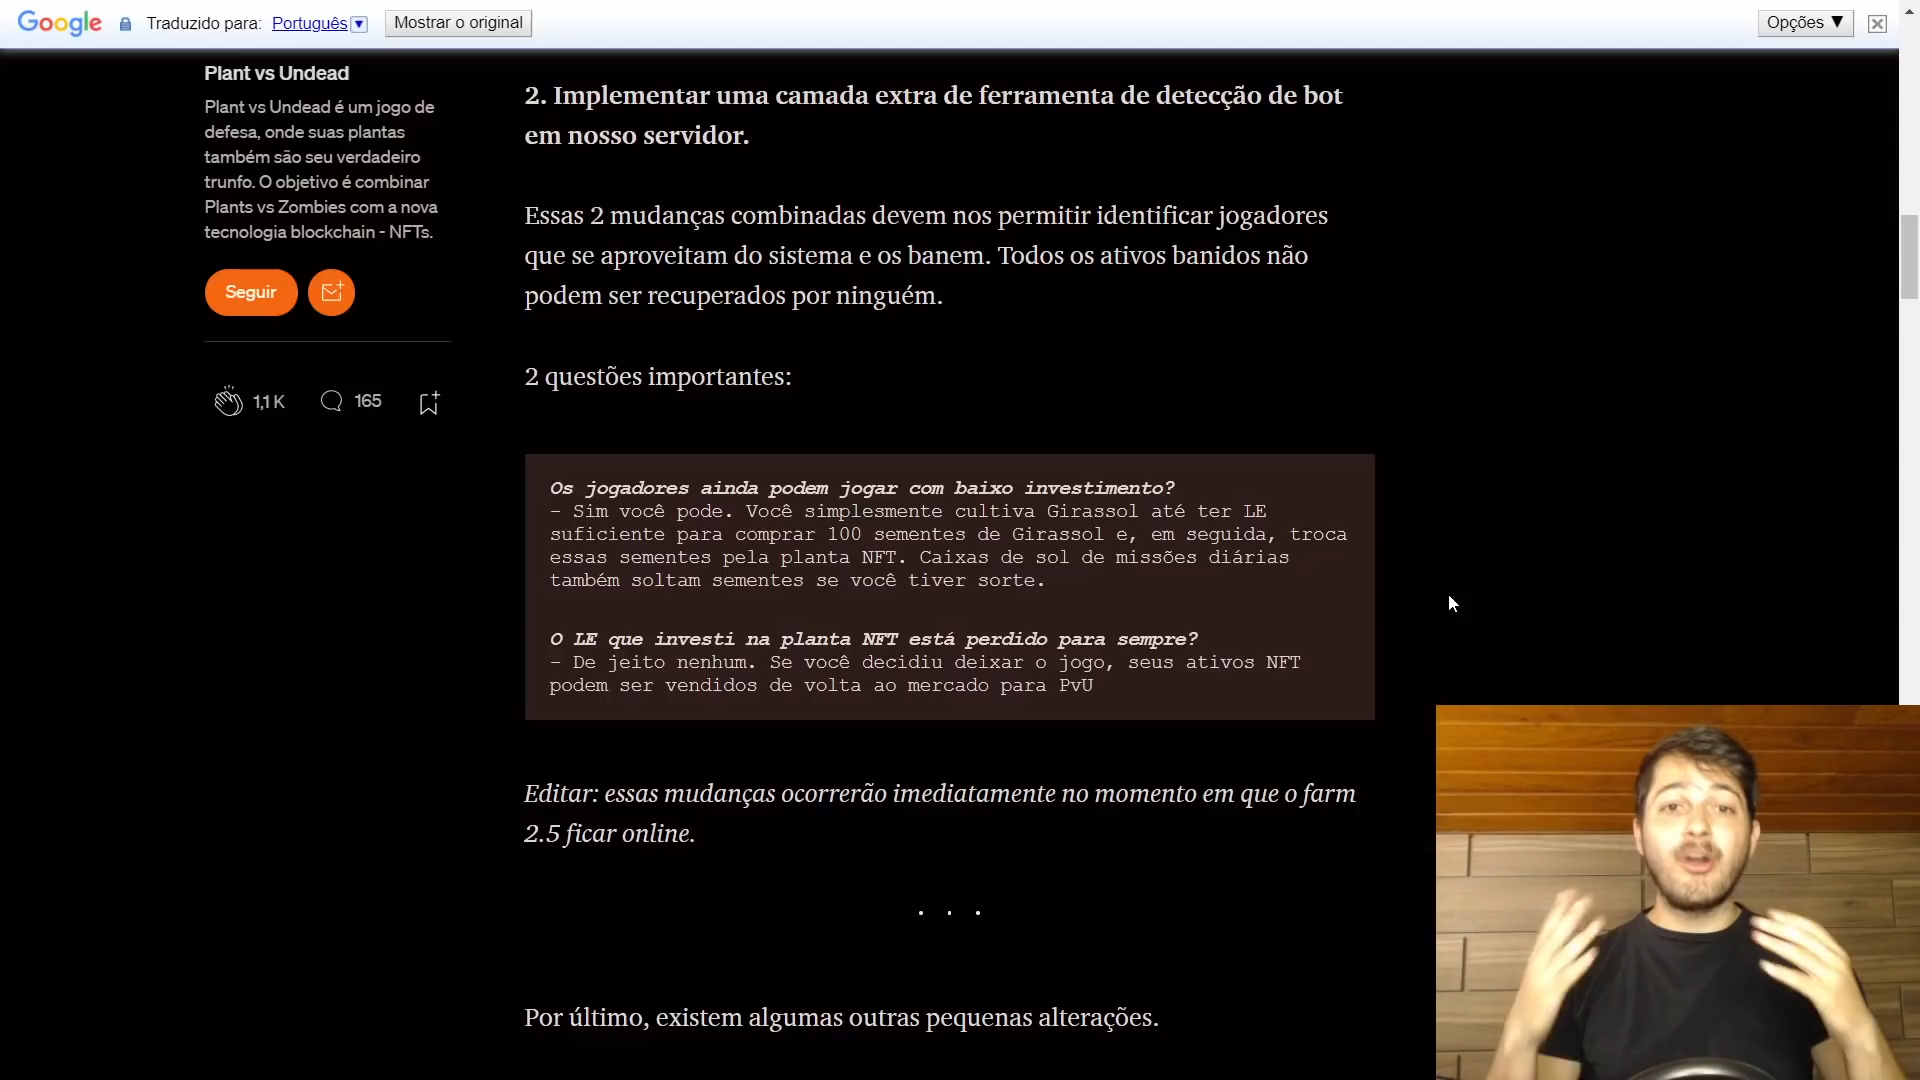 Google Traduzido para: Português Mostrar o original Opções ▼
Plant vs Undead
Plant vs Undead é um jogo de
defesa, onde suas plantas
também são seu verdadeiro
trunfo. O objetivo é combinar
Plants vs Zombies com a nova
tecnologia blockchain - NFTs.
Seguir
1,1 K 165
2. Implementar uma camada extra de ferramenta de detecção de bot
em nosso servidor.
Essas 2 mudanças combinadas devem nos permitir identificar jogadores
que se aproveitam do sistema e os banem. Todos os ativos banidos não
podem ser recuperados por ninguém.
2 questões importantes:
Os jogadores ainda podem jogar com baixo investimento?
– Sim você pode. Você simplesmente cultiva Girassol até ter LE
suficiente para comprar 100 sementes de Girassol e, em seguida, troca
essas sementes pela planta NFT. Caixas de sol de missões diárias
também soltam sementes se você tiver sorte.
O LE que investi na planta NFT está perdido para sempre?
– De jeito nenhum. Se você decidiu deixar o jogo, seus ativos NFT
podem ser vendidos de volta ao mercado para PvU
Editar: essas mudanças ocorrerão imediatamente no momento em que o farm
2.5 ficar online.
. . .
Por último, existem algumas outras pequenas alterações.